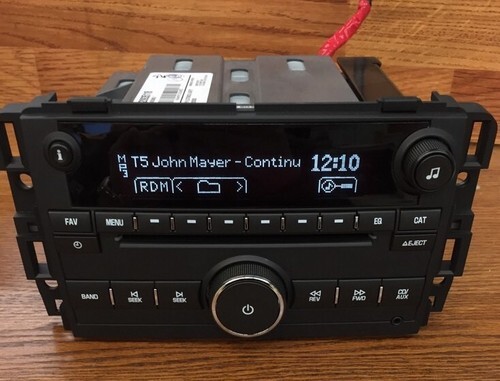 MP3 T5 John Mayer - Continu 12:10
RDM < >
i
FAV MENU EQ CAT
EJECT
BAND SEEK SEEK REV FWD CD/AUX